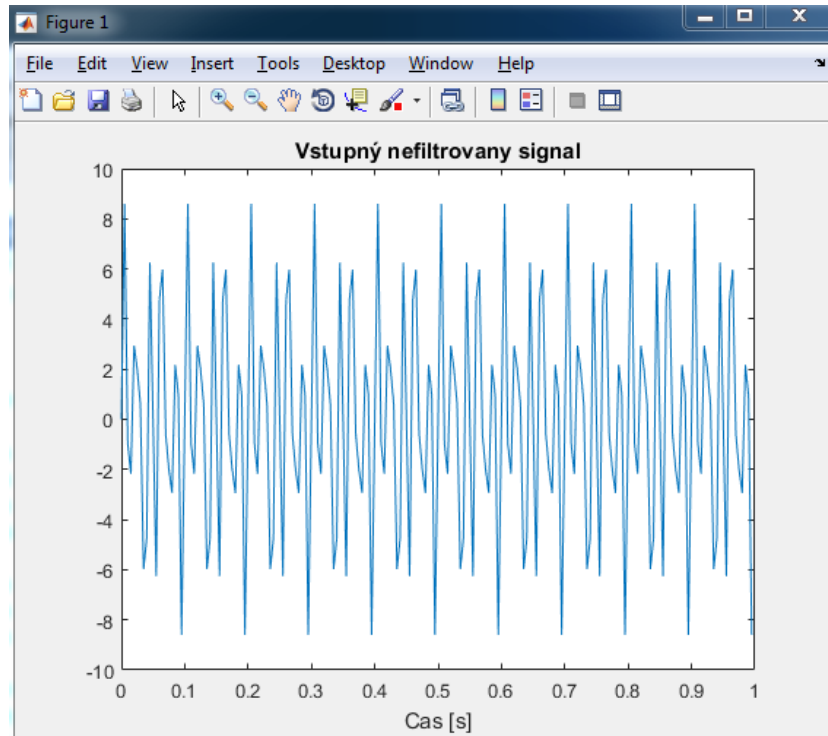 Figure 1
File Edit View Insert Tools Desktop Window Help
Vstupný nefiltrovany signal
10
8
6
4
2
0
-2
-4
-6
-8
-10
0 0.1 0.2 0.3 0.4 0.5 0.6 0.7 0.8 0.9 1
Cas [s]